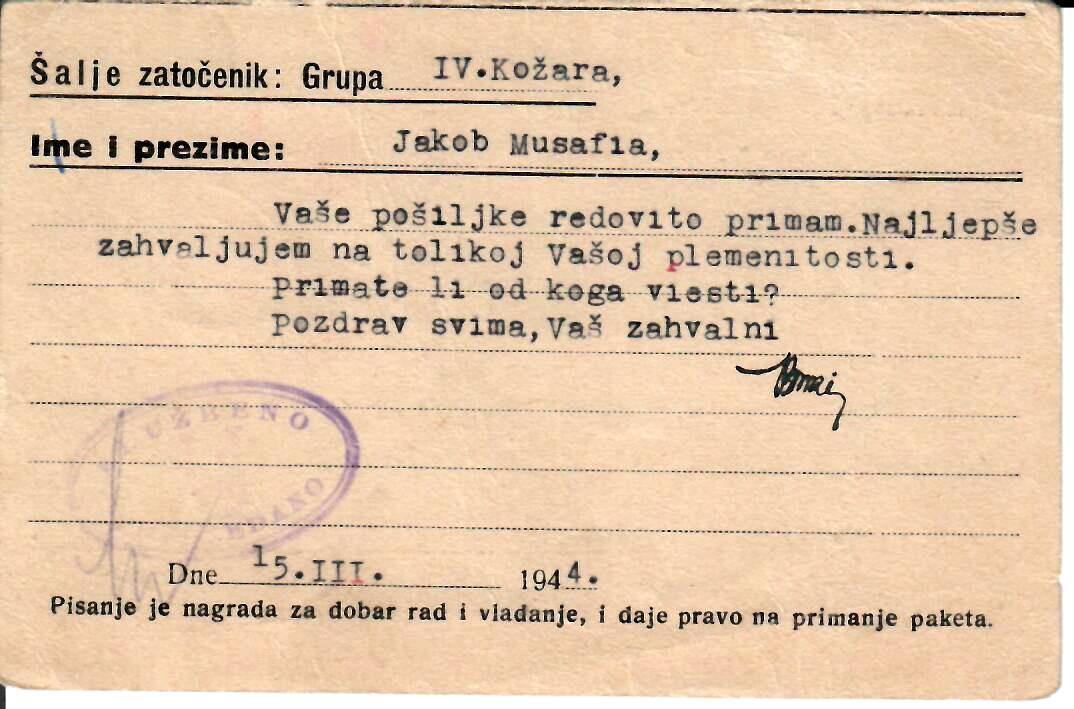 Šalje zatočenik: Grupa IV.Kožara,
Ime i prezime: Jakob Musafia,
Vaše pošiljke redovito primam.Najljepše
zahvaljujem na tolikoj Vašoj plemenitosti.
Primate li od koga viesti?
Pozdrav svima,Vaš zahvalni
UŽBENO
Dne 15.III. 1944.
Pisanje je nagrada za dobar rad i vladanje, i daje pravo na primanje paketa.